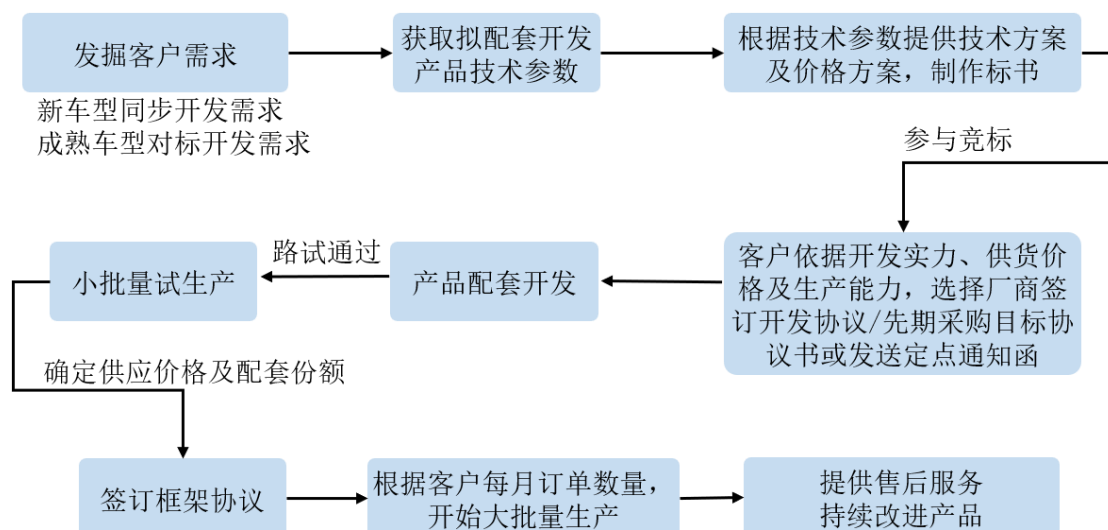 发掘客户需求
新车型同步开发需求
成熟车型对标开发需求
获取拟配套开发
产品技术参数
根据技术参数提供技术方案
及价格方案，制作标书
参与竞标
客户依据开发实力、供货价
格及生产能力，选择厂商签
订开发协议/先期采购目标协
议书或发送定点通知函
产品配套开发
路试通过
小批量试生产
确定供应价格及配套份额
签订框架协议
根据客户每月订单数量，
开始大批量生产
提供售后服务
持续改进产品